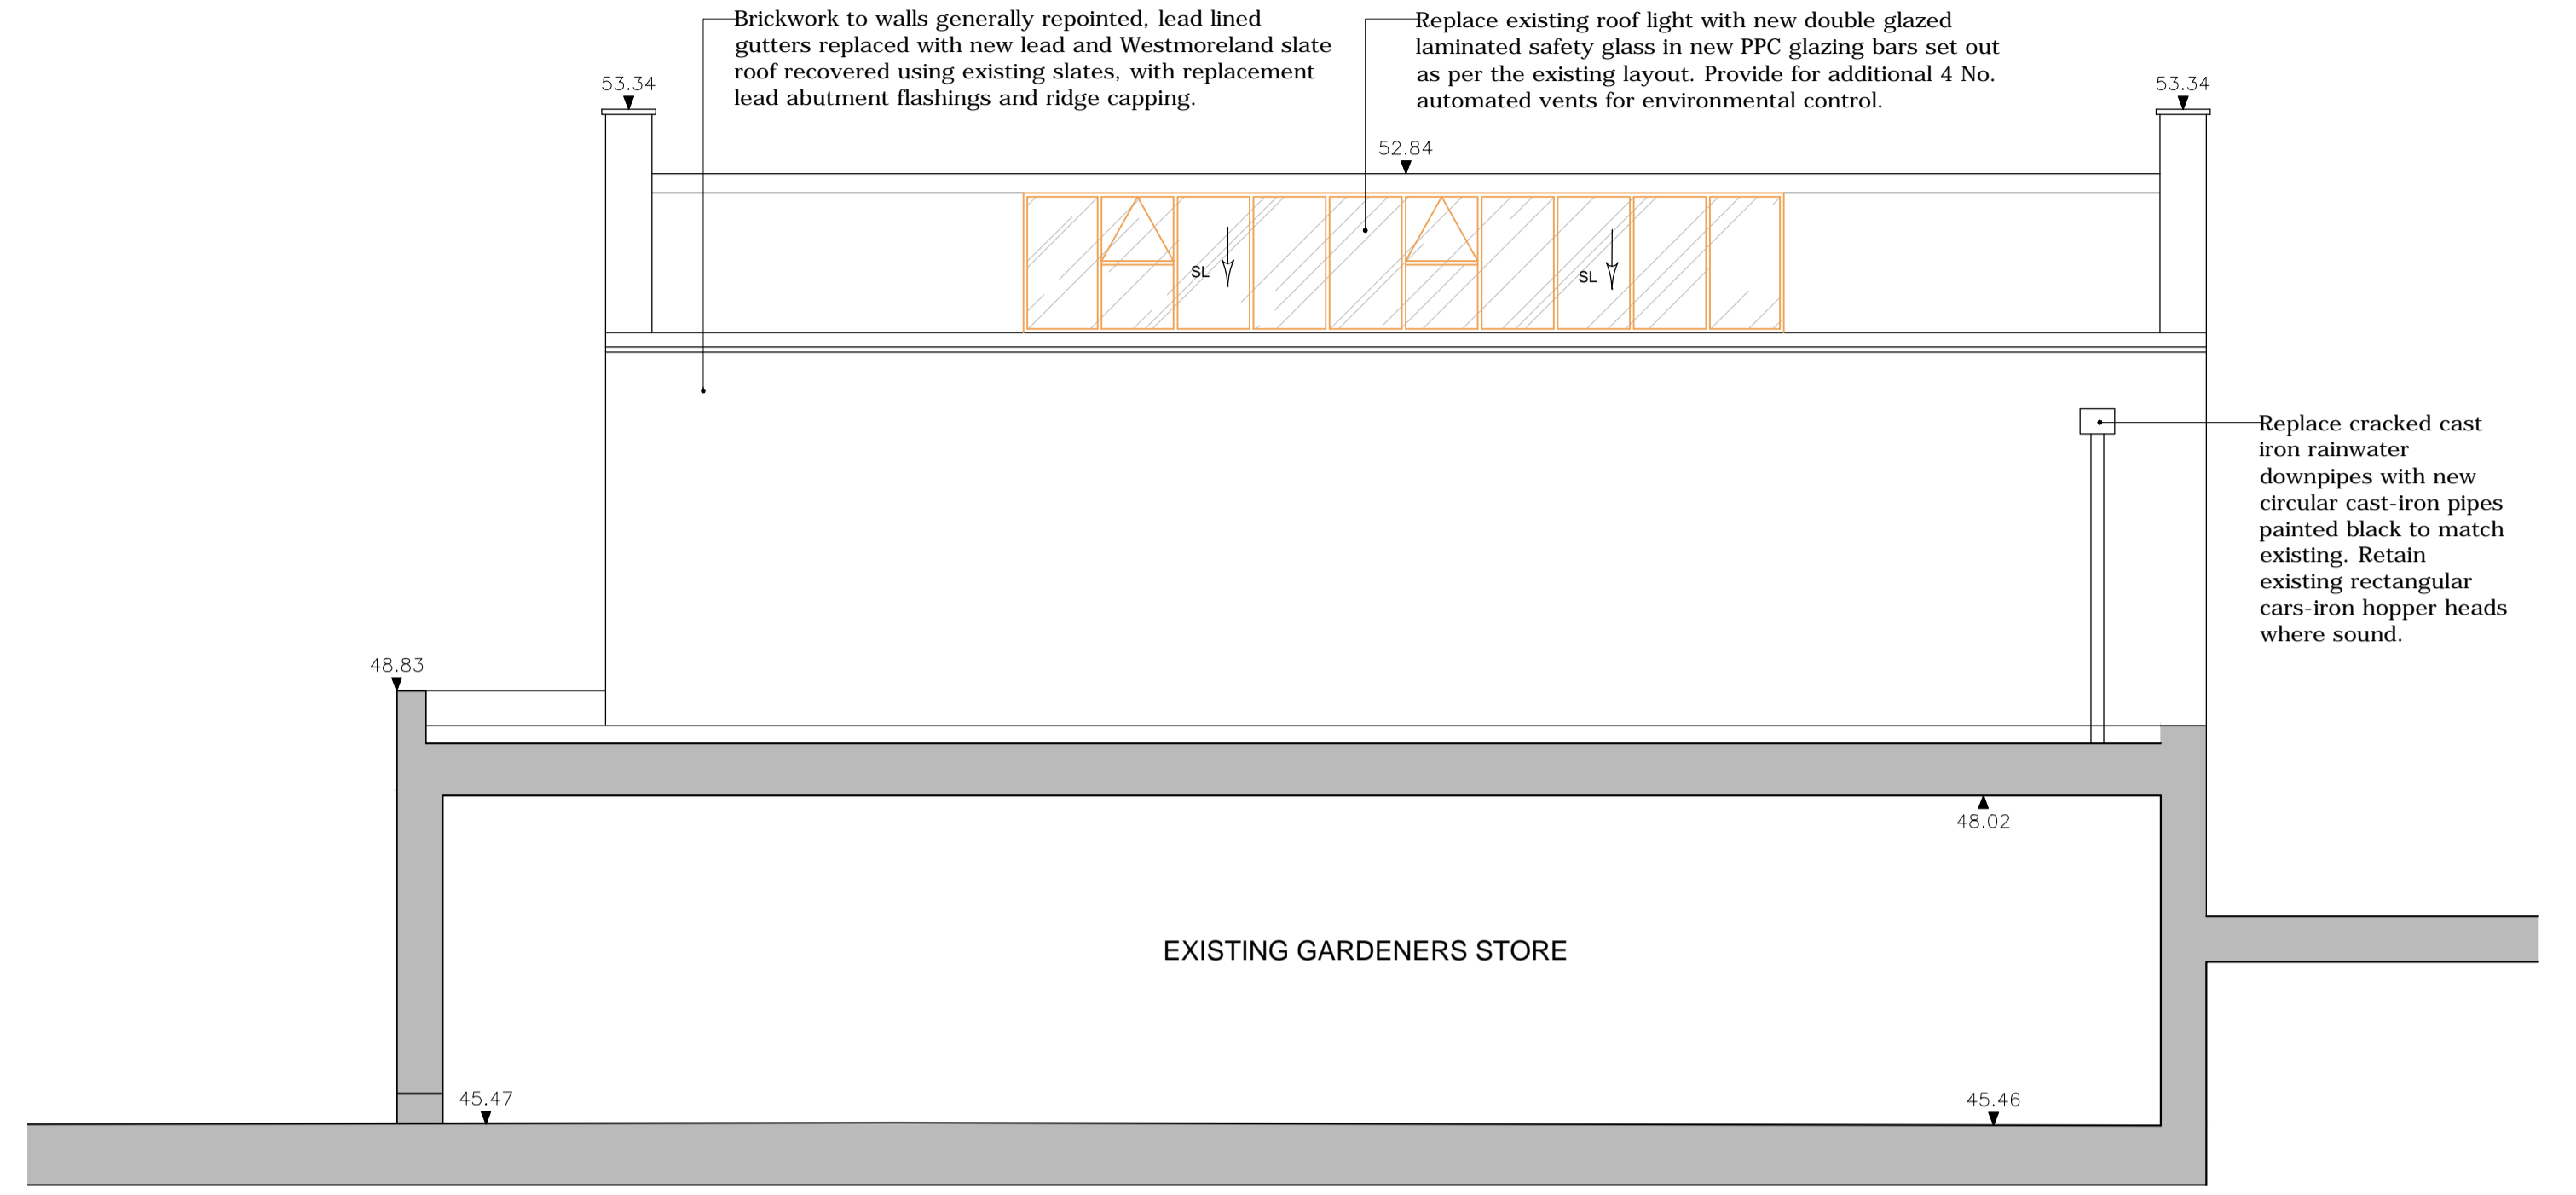 Brickwork to walls generally repointed, lead lined
gutters replaced with new lead and Westmoreland slate
roof recovered using existing slates, with replacement
lead abutment flashings and ridge capping.
Replace existing roof light with new double glazed
laminated safety glass in new PPC glazing bars set out
as per the existing layout. Provide for additional 4 No.
automated vents for environmental control.
53.34
53.34
52.84
SL
SL
Replace cracked cast
iron rainwater
downpipes with new
circular cast-iron pipes
painted black to match
existing. Retain
existing rectangular
cars-iron hopper heads
where sound.
48.83
48.02
EXISTING GARDENERS STORE
45.47
45.46